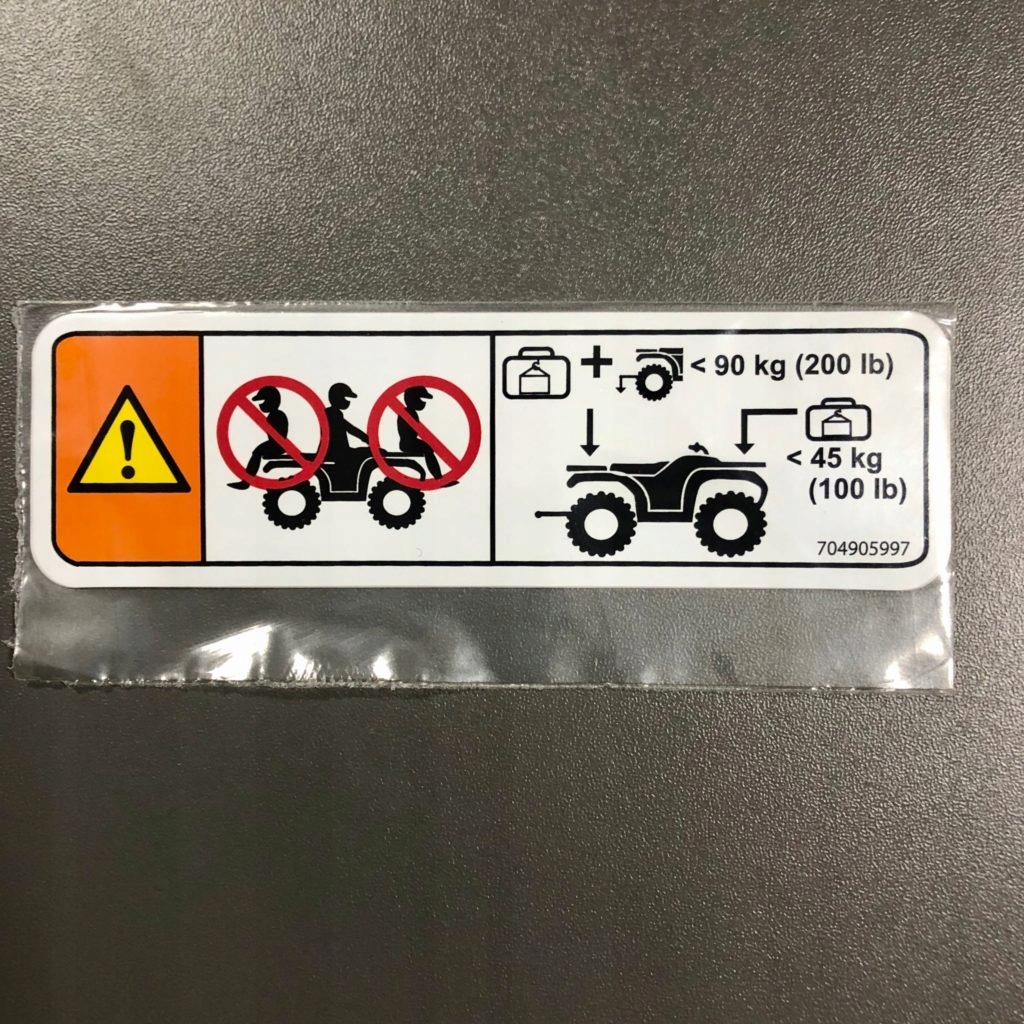 + < 90 kg (200 lb)
< 45 kg
(100 lb)
704905997